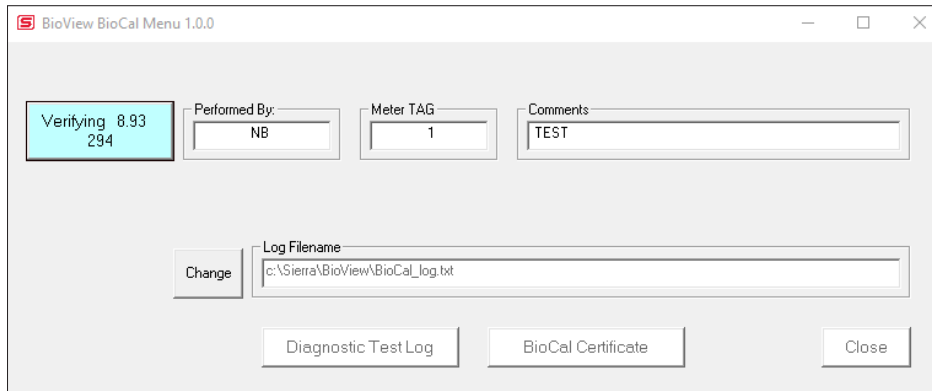 BioView BioCal Menu 1.0.0
Verifying 8.93
294
Performed By:
NB
Meter TAG
1
Comments
TEST
Change
Log Filename
c:\Sierra\BioView\BioCal_log.txt
Diagnostic Test Log
BioCal Certificate
Close